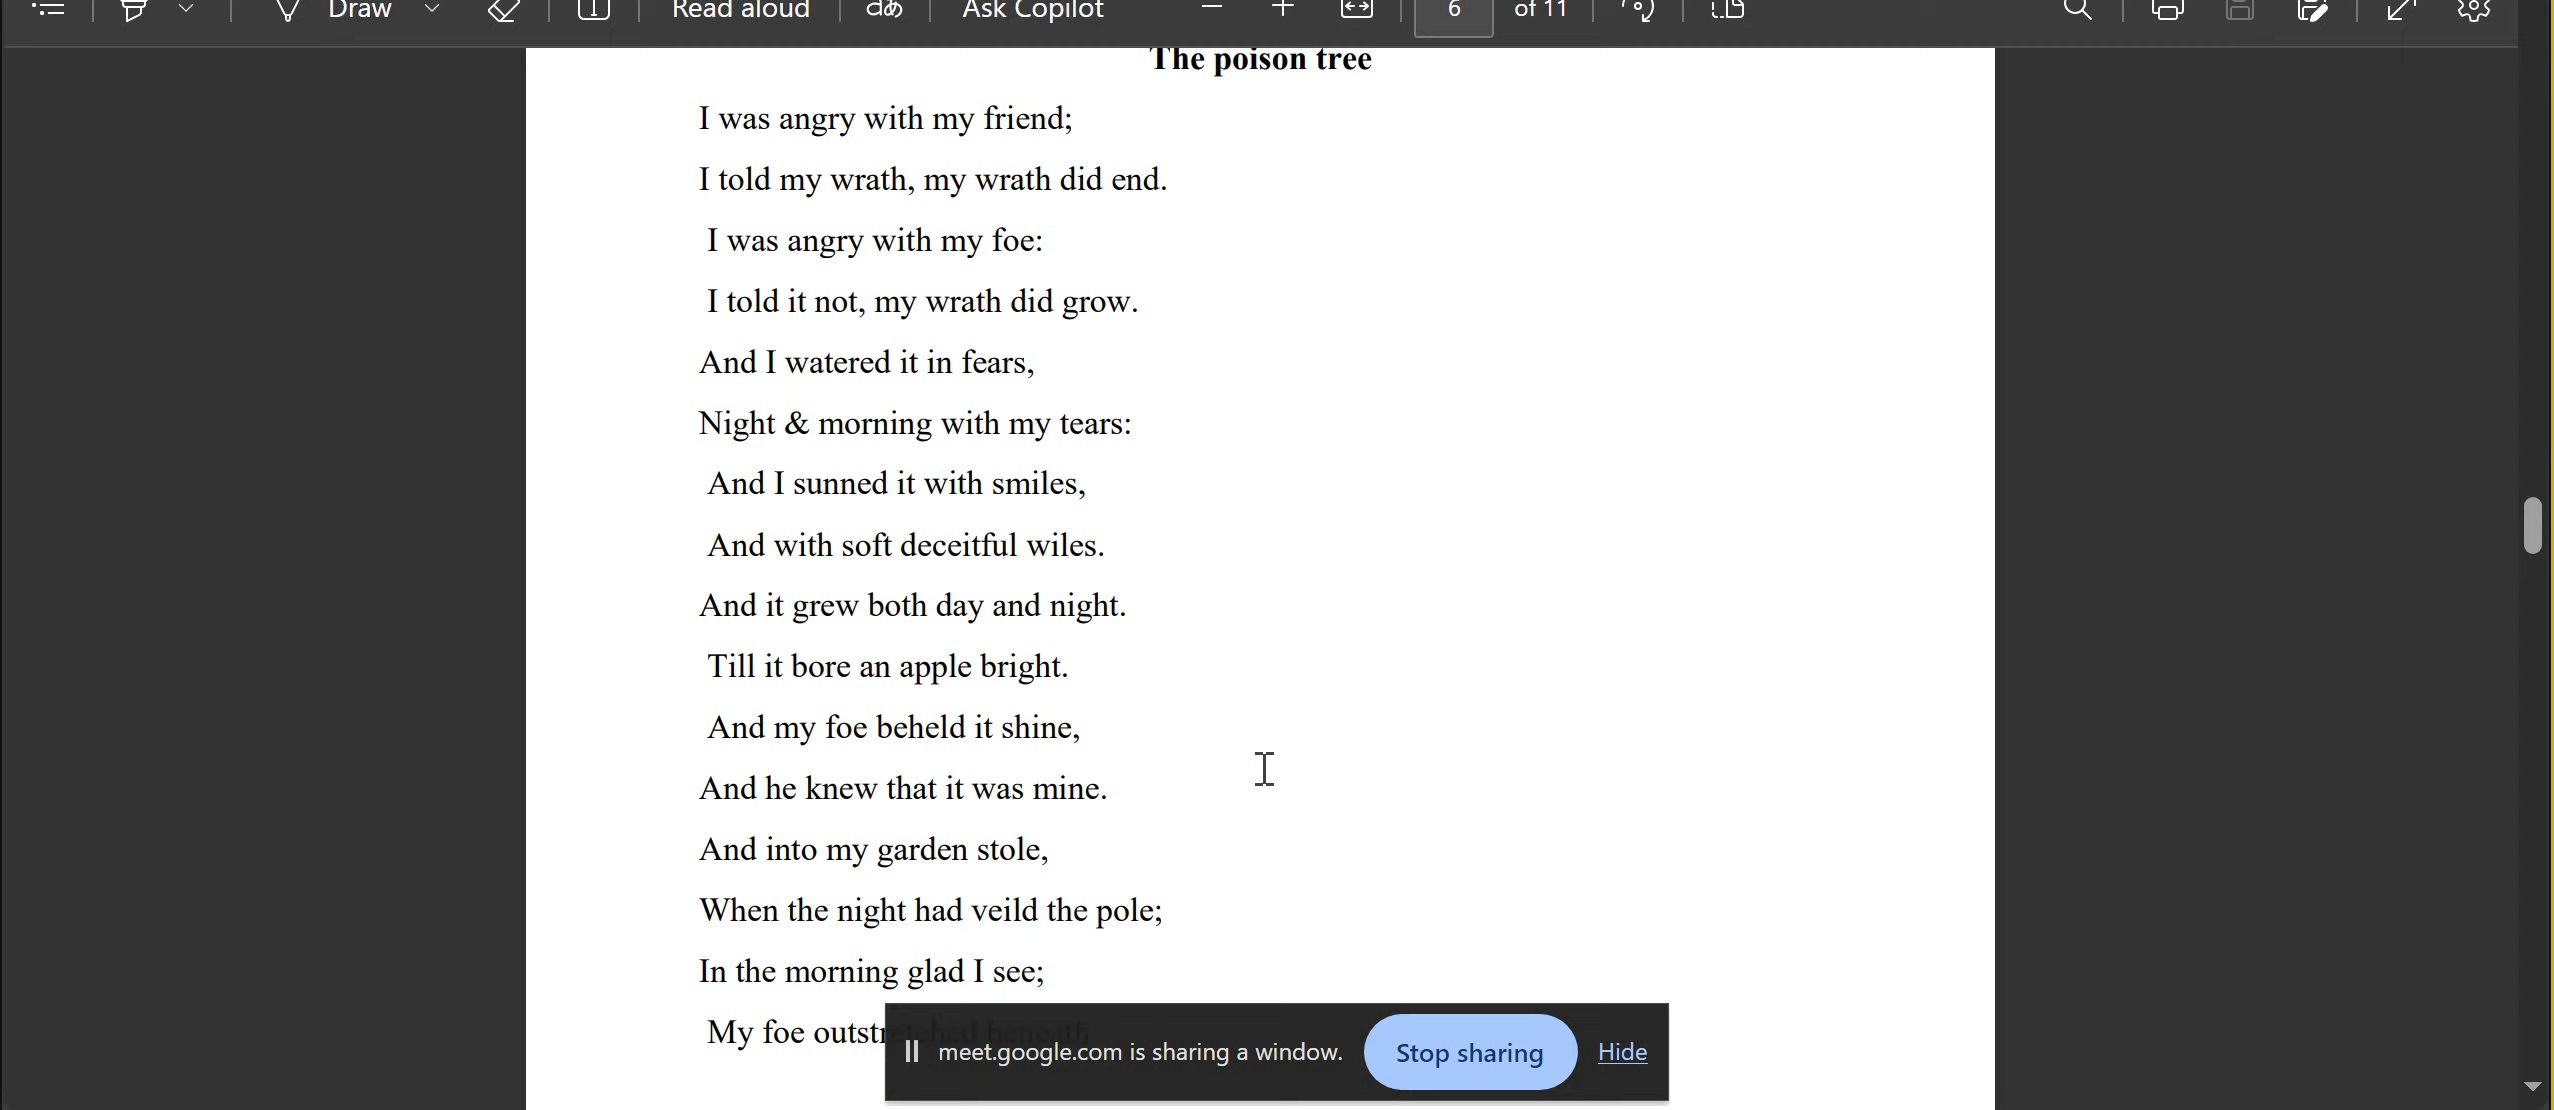 Draw Read aloud Ask Copilot 6 of 11
The poison tree
I was angry with my friend;
I told my wrath, my wrath did end.
I was angry with my foe:
I told it not, my wrath did grow.
And I watered it in fears,
Night & morning with my tears:
And I sunned it with smiles,
And with soft deceitful wiles.
And it grew both day and night.
Till it bore an apple bright.
And my foe beheld it shine,
And he knew that it was mine.
And into my garden stole,
When the night had veild the pole;
In the morning glad I see;
My foe outstretched beneath
meet.google.com is sharing a window. Stop sharing Hide